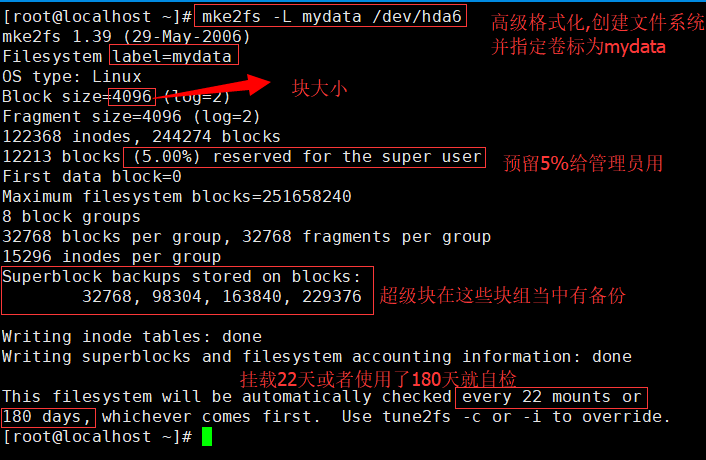 [root@localhost ~]# mke2fs -L mydata /dev/hda6
高级格式化,创建文件系统
并指定卷标为mydata
mke2fs 1.39 (29-May-2006)
Filesystem label=mydata
OS type: Linux
Block size=4096 (log=2)
块大小
Fragment size=4096 (log=2)
122368 inodes, 244274 blocks
12213 blocks (5.00%) reserved for the super user
预留5%给管理员用
First data block=0
Maximum filesystem blocks=251658240
8 block groups
32768 blocks per group, 32768 fragments per group
15296 inodes per group
Superblock backups stored on blocks:
32768, 98304, 163840, 229376
超级块在这些块组当中有备份
Writing inode tables: done
Writing superblocks and filesystem accounting information: done
挂载22天或者使用了180天就自检
This filesystem will be automatically checked every 22 mounts or
180 days, whichever comes first.  Use tune2fs -c or -i to override.
[root@localhost ~]#